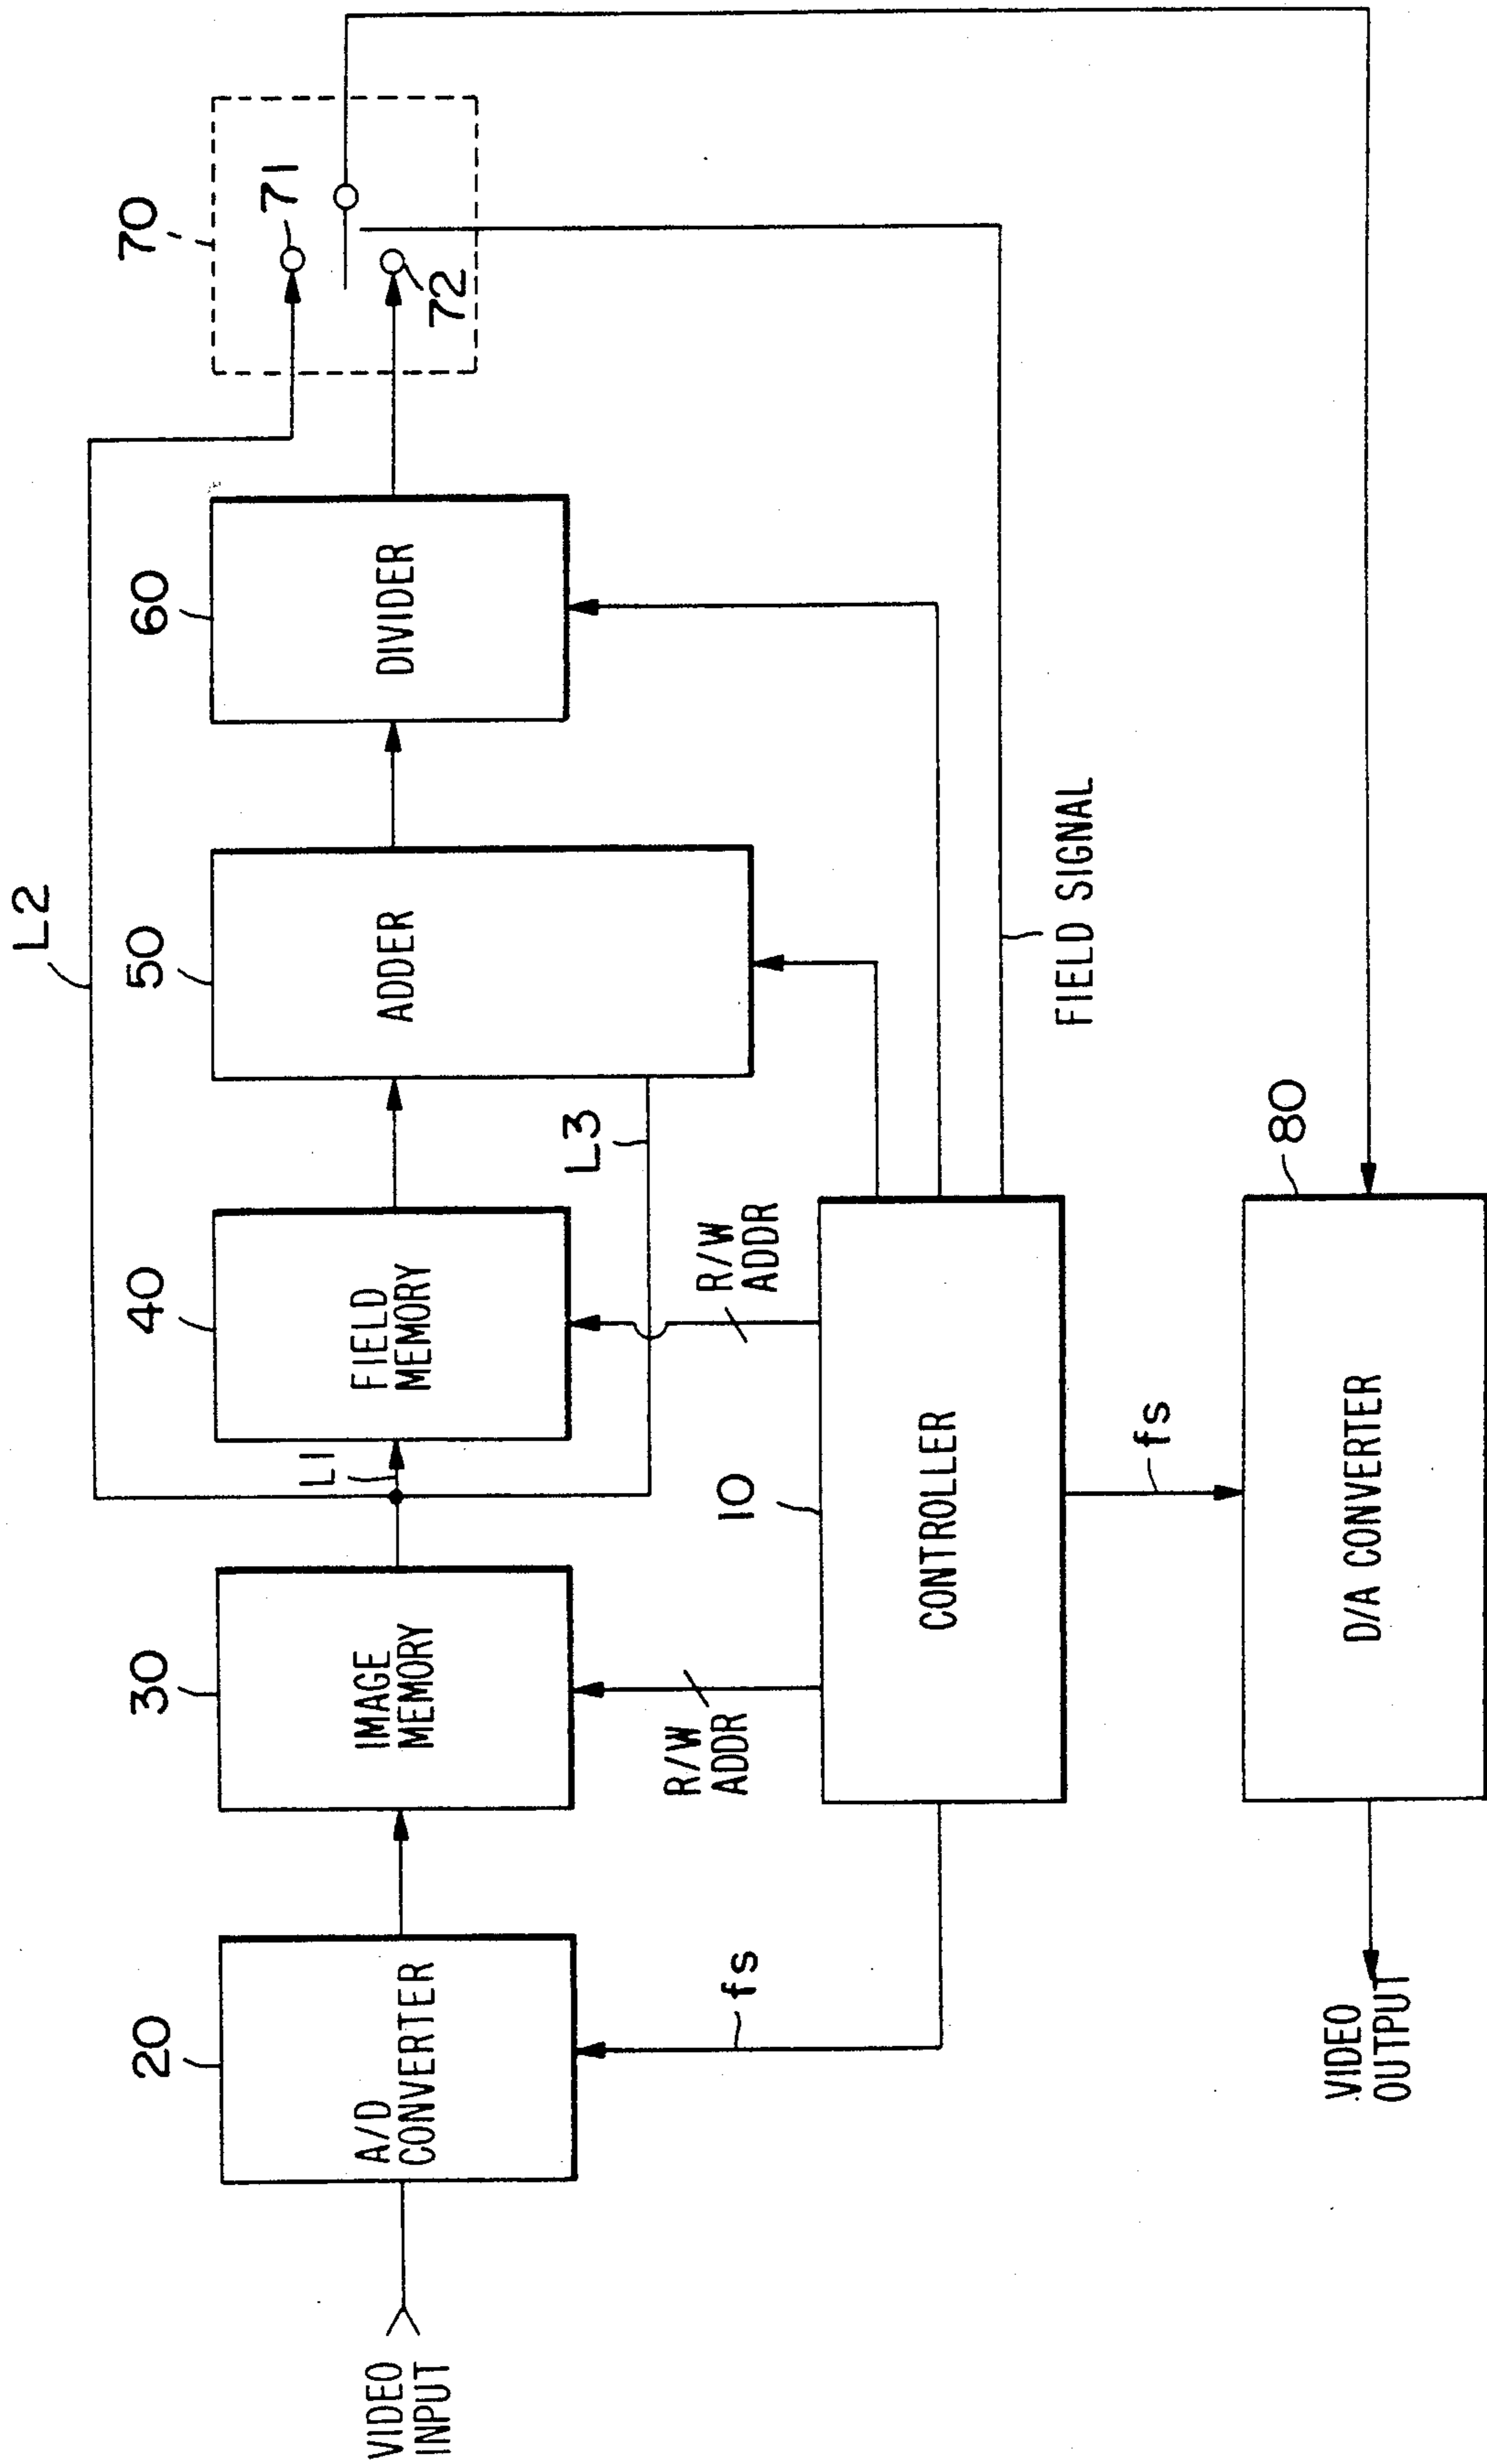 L2
20
30
40
50
60
70
71
72
A/D
CONVERTER
IMAGE
MEMORY
L1
FIELD
MEMORY
ADDER
DIVIDER
VIDEO
INPUT
L3
R/W
ADDR
R/W
ADDR
fs
10
CONTROLLER
FIELD SIGNAL
fs
80
D/A CONVERTER
VIDEO
OUTPUT